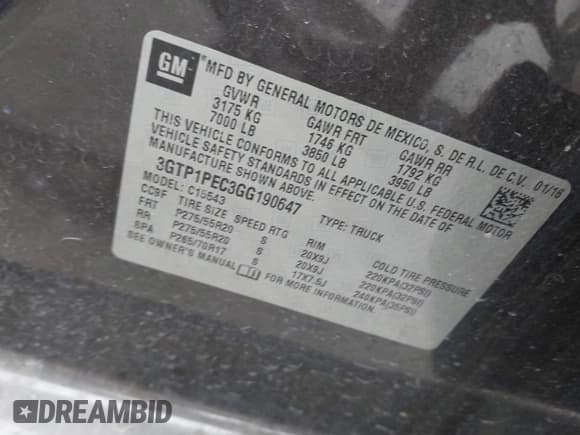 GM
MFD BY GENERAL MOTORS DE MEXICO, S. DE R.L. DE C.V. 01/16
GVWR GAWR FRT GAWR RR
3175 KG 1746 KG 1792 KG
7000 LB 3850 LB 3950 LB
THIS VEHICLE CONFORMS TO ALL APPLICABLE U.S. FEDERAL MOTOR
VEHICLE SAFETY STANDARDS IN EFFECT ON THE DATE OF
MANUFACTURE SHOWN ABOVE.
3GTP1PEC3GG190647 TYPE: TRUCK
MODEL: C15543
CC9F TIRE SIZE SPEED RTG RIM COLD TIRE PRESSURE
FRT P275/55R20 S 20X9J 220KPA(32PSI)
RR P275/55R20 S 20X9J 220KPA(32PSI)
SPA P265/70R17 S 17X7.5J 240KPA(35PSI)
SEE OWNER'S MANUAL FOR MORE INFORMATION.
DREAMBID